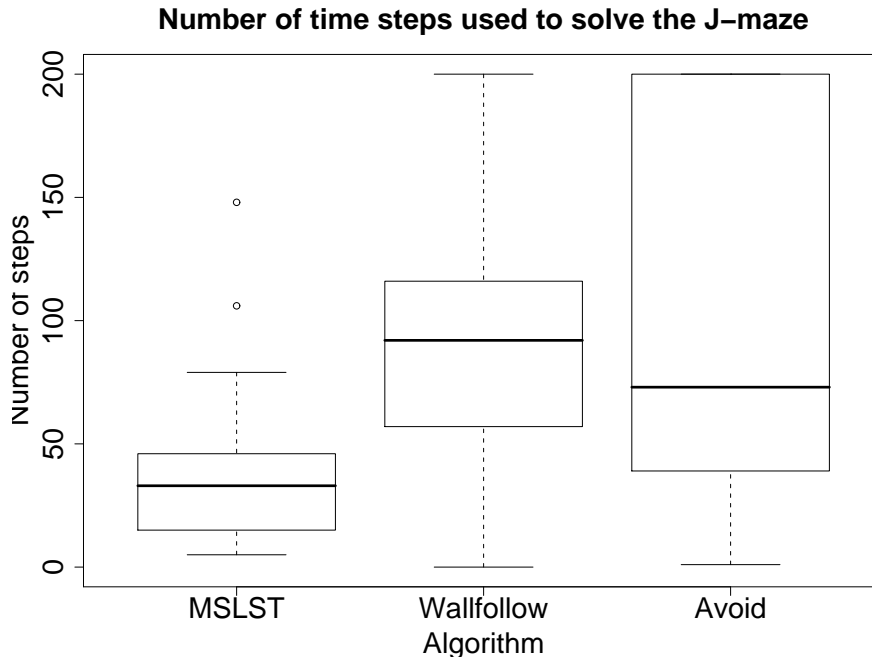 Number of time steps used to solve the J−maze
Number of steps
200
150
100
50
0
MSLST Wallfollow Avoid
Algorithm